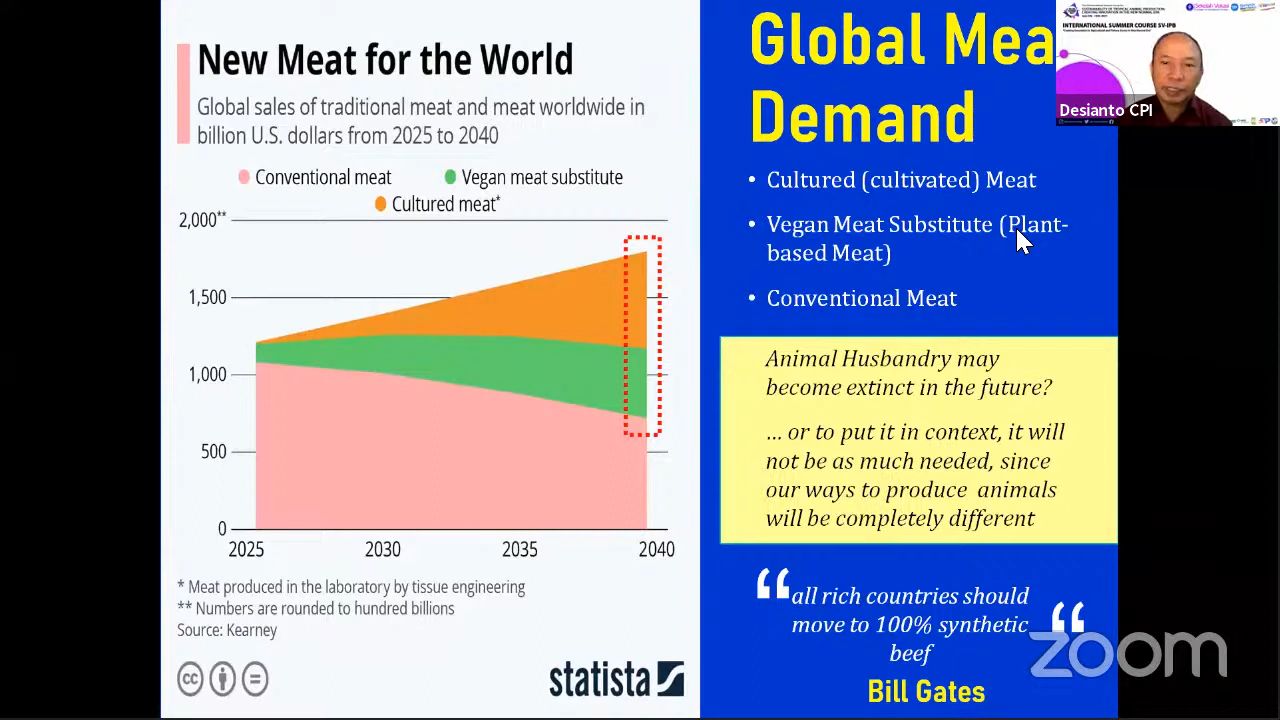 New Meat for the World
Global sales of traditional meat and meat worldwide in
billion U.S. dollars from 2025 to 2040
Conventional meat
Vegan meat substitute
Cultured meat*
2,000**
1,500
1,000
500
0
2025
2030
2035
2040
* Meat produced in the laboratory by tissue engineering
** Numbers are rounded to hundred billions
Source: Kearney
cc
statista
Global Mea
Demand
• Cultured (cultivated) Meat
• Vegan Meat Substitute (Plant-
based Meat)
• Conventional Meat
Animal Husbandry may
become extinct in the future?
... or to put it in context, it will
not be as much needed, since
our ways to produce animals
will be completely different
“all rich countries should
move to 100% synthetic
beef“
Bill Gates
INTERNATIONAL SUMMER COURSE SV-IPB
Desianto CPI
zoom